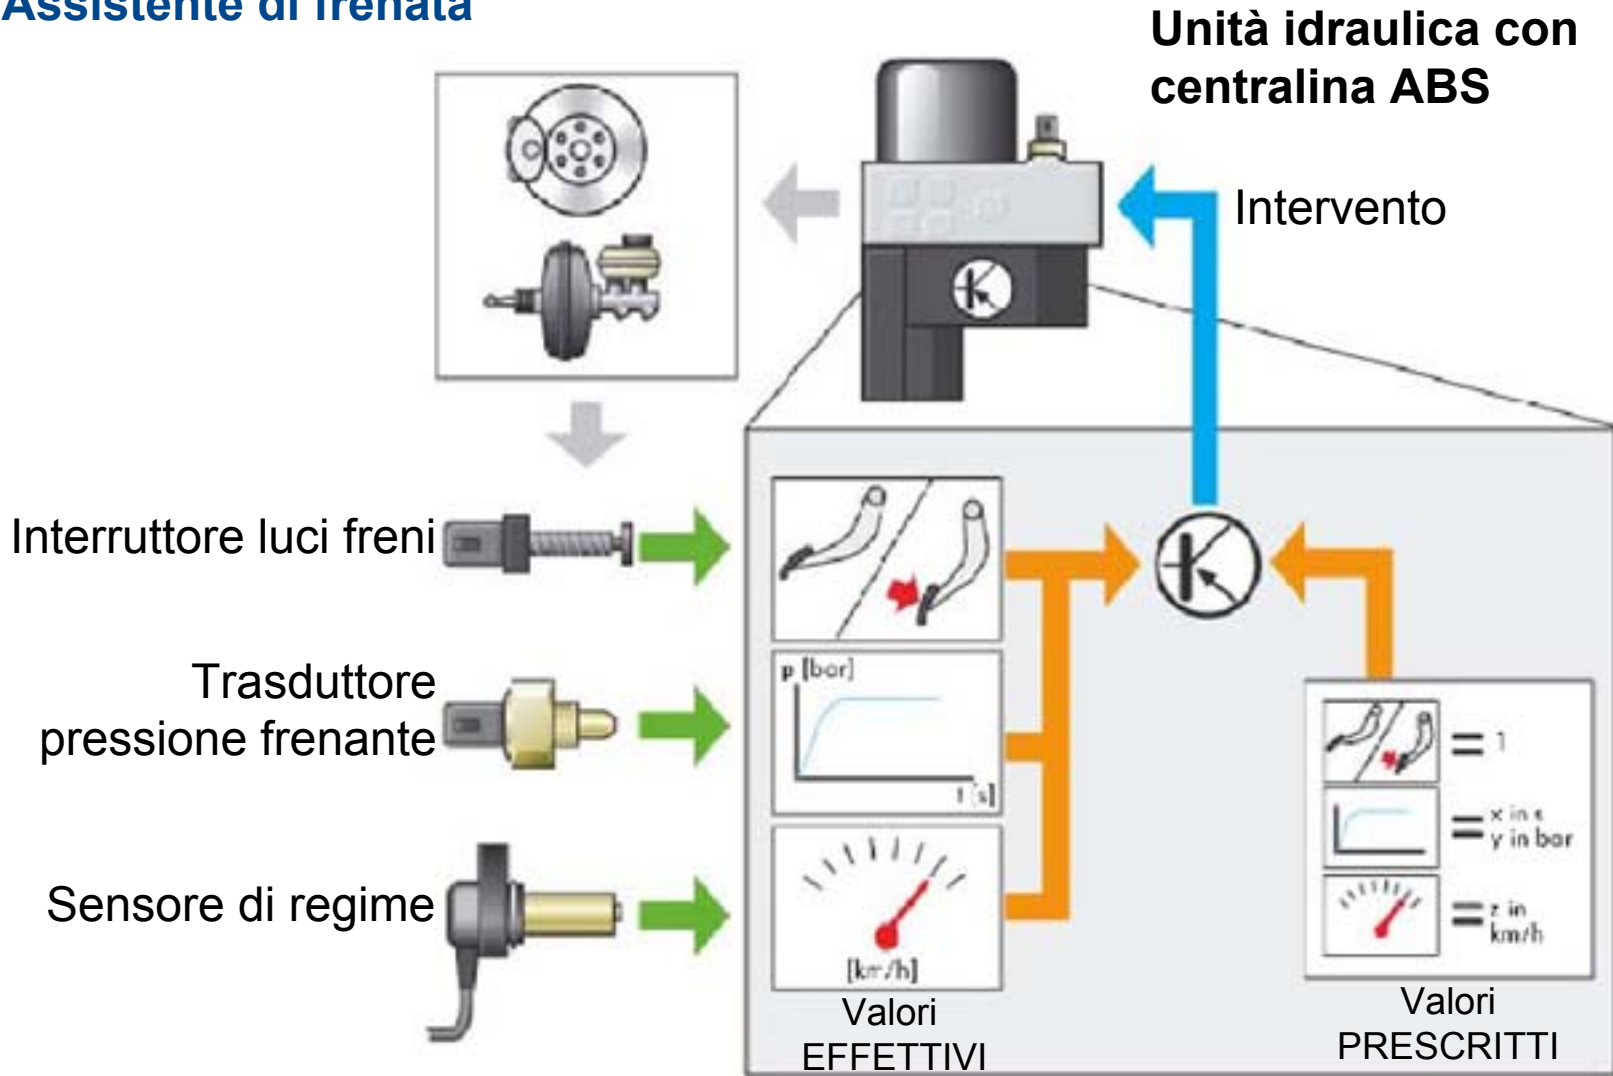 Assistente di frenata
Unità idraulica con
centralina ABS
Intervento
Interruttore luci freni
Trasduttore
pressione frenante
Sensore di regime
p [bar]
t [s]
[km/h]
Valori
EFFETTIVI
= 1
= x in s
y in bar
= z in
km/h
Valori
PRESCRITTI